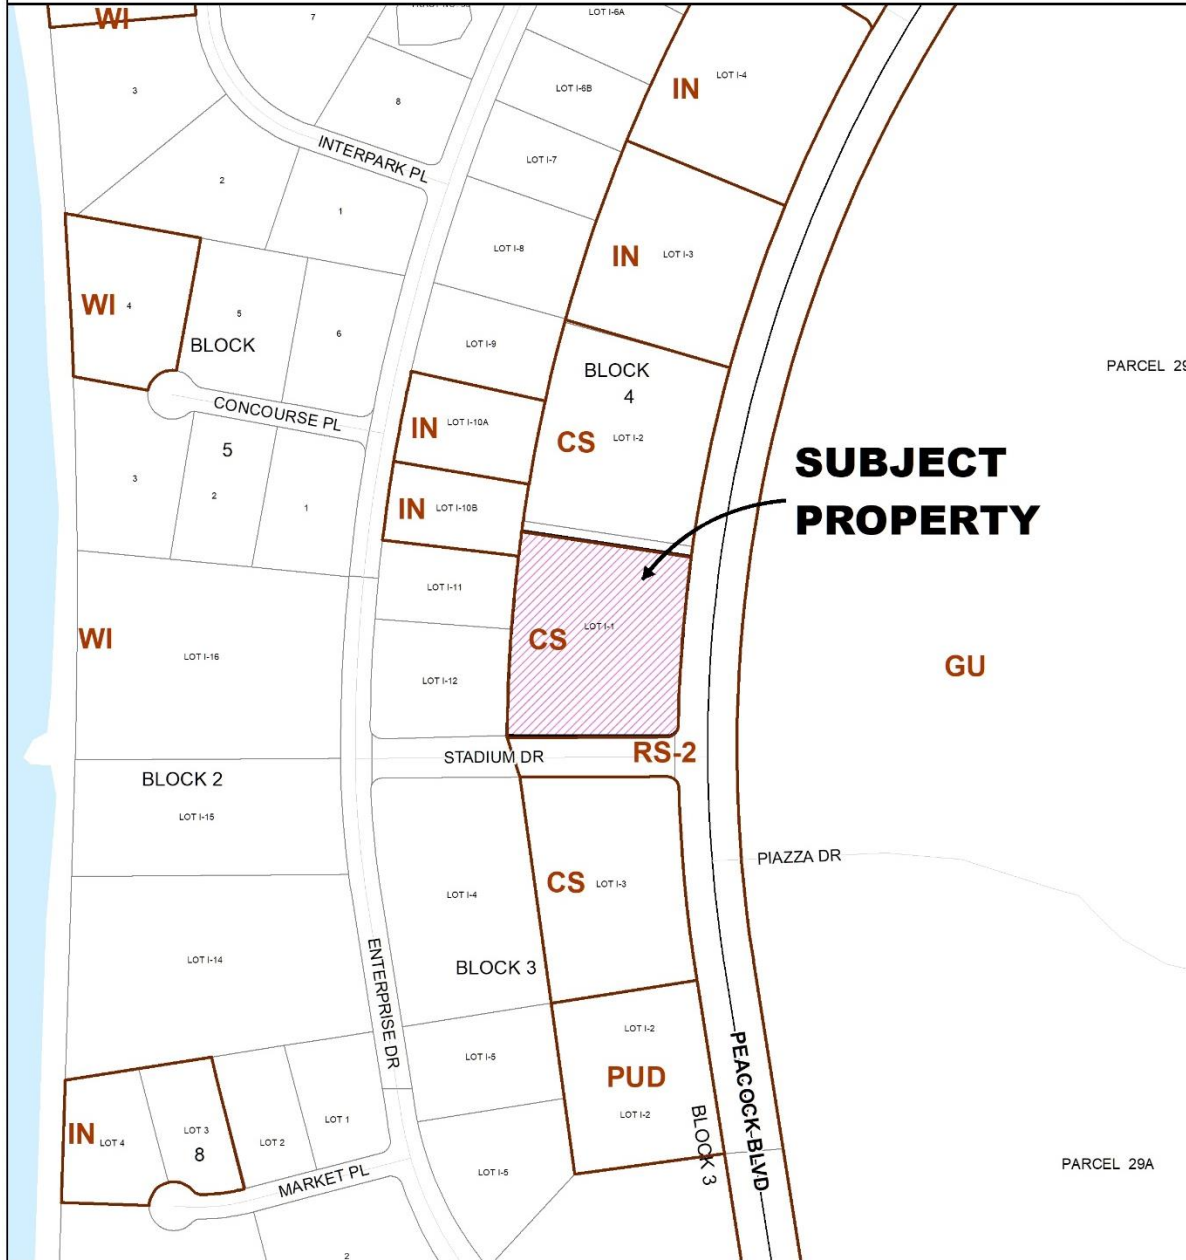 WI
7
LOT I-6A
3
8
LOT I-6B
IN
LOT I-4
INTERPARK PL
LOT I-7
2
1
LOT I-8
IN
LOT I-3
WI
4
5
6
BLOCK
LOT I-9
BLOCK
4
PARCEL 29
CONCOURSE PL
IN
LOT I-10A
CS
LOT I-2
5
3
2
1
IN
LOT I-10B
SUBJECT
PROPERTY
LOT I-11
WI
LOT I-16
CS
LOT I-1
GU
LOT I-12
STADIUM DR
RS-2
BLOCK 2
LOT I-15
PIAZZA DR
LOT I-4
CS
LOT I-3
LOT I-14
ENTERPRISE DR
BLOCK 3
LOT I-2
LOT I-5
PUD
LOT I-2
PEACOCK BLVD
BLOCK 3
IN
LOT 4
LOT 3
8
LOT 2
LOT 1
MARKET PL
LOT I-5
PARCEL 29A
2